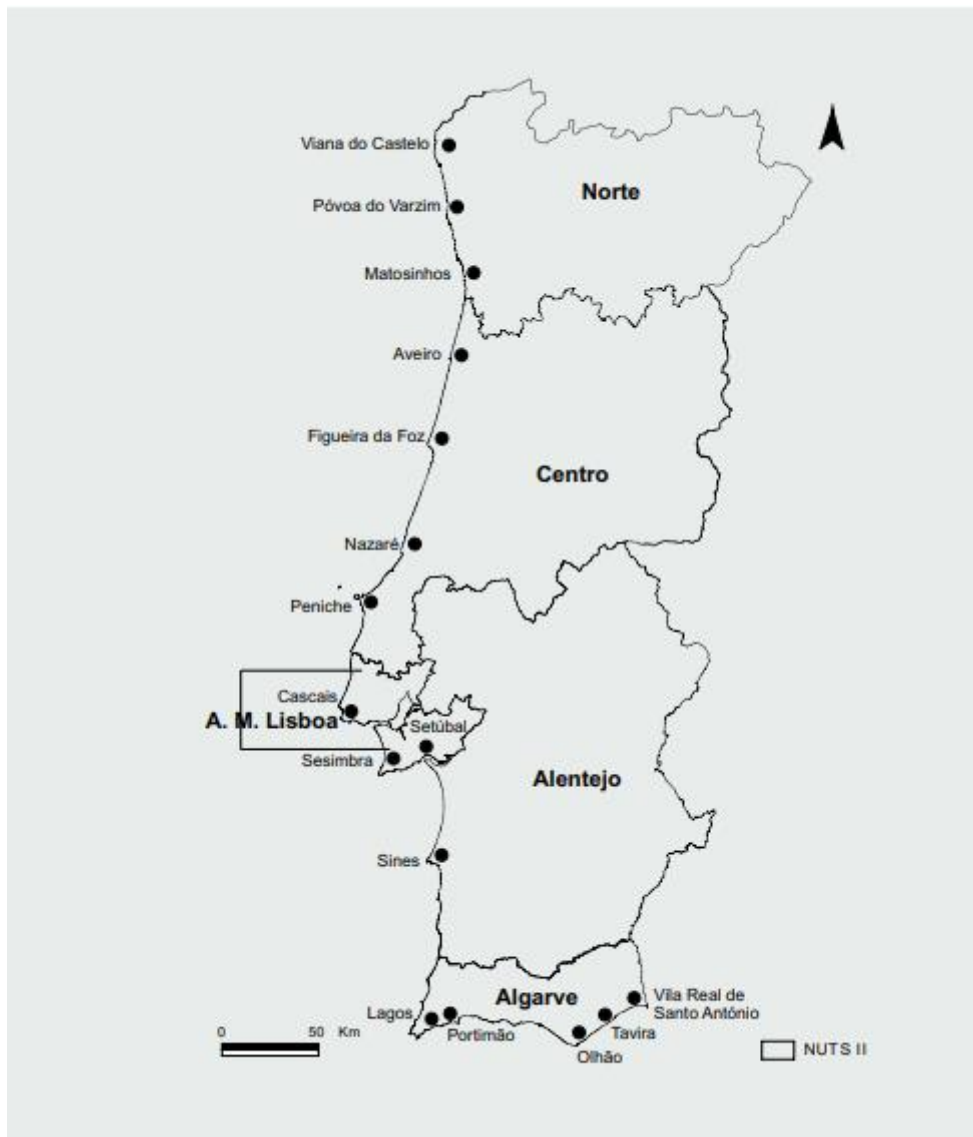 Viana do Castelo
Norte
Póvoa do Varzim
Matosinhos
Aveiro
Figueira da Foz
Centro
Nazaré
Peniche
Cascais
A. M. Lisboa
Setúbal
Sesimbra
Alentejo
Sines
Algarve
Vila Real de
Santo António
Lagos
Portimão
Tavira
Olhão
0 50 Km
NUTS II